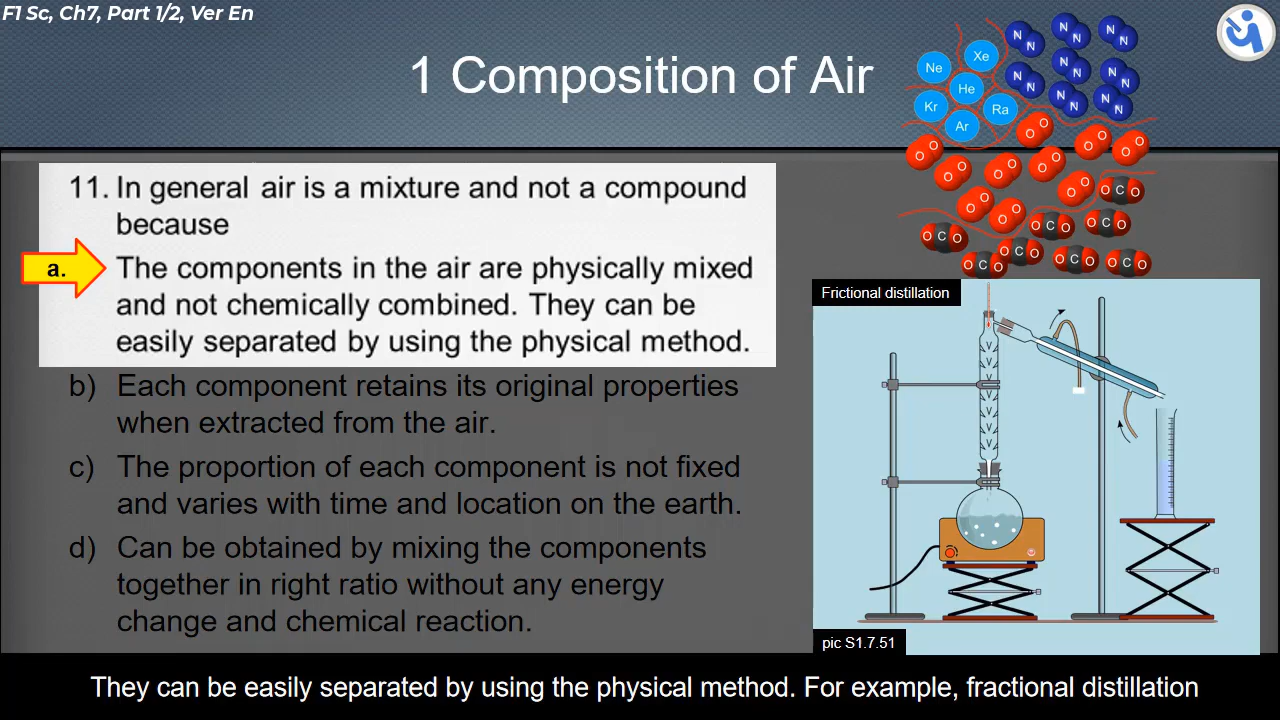 F1 Sc, Ch7, Part 1/2, Ver En
1 Composition of Air
Ne
Xe
He
Kr
Ra
Ar
N N N N N N
N N N N N N
N N N N
O O O O O O
O O O O O O
O O O O O C O
O O O O O C O O C O
O C O O C O
O C O O C O O C O
11. In general air is a mixture and not a compound
because
a.
The components in the air are physically mixed
and not chemically combined. They can be
easily separated by using the physical method.
b) Each component retains its original properties
when extracted from the air.
c) The proportion of each component is not fixed
and varies with time and location on the earth.
d) Can be obtained by mixing the components
together in right ratio without any energy
change and chemical reaction.
Frictional distillation
pic S1.7.51
They can be easily separated by using the physical method. For example, fractional distillation